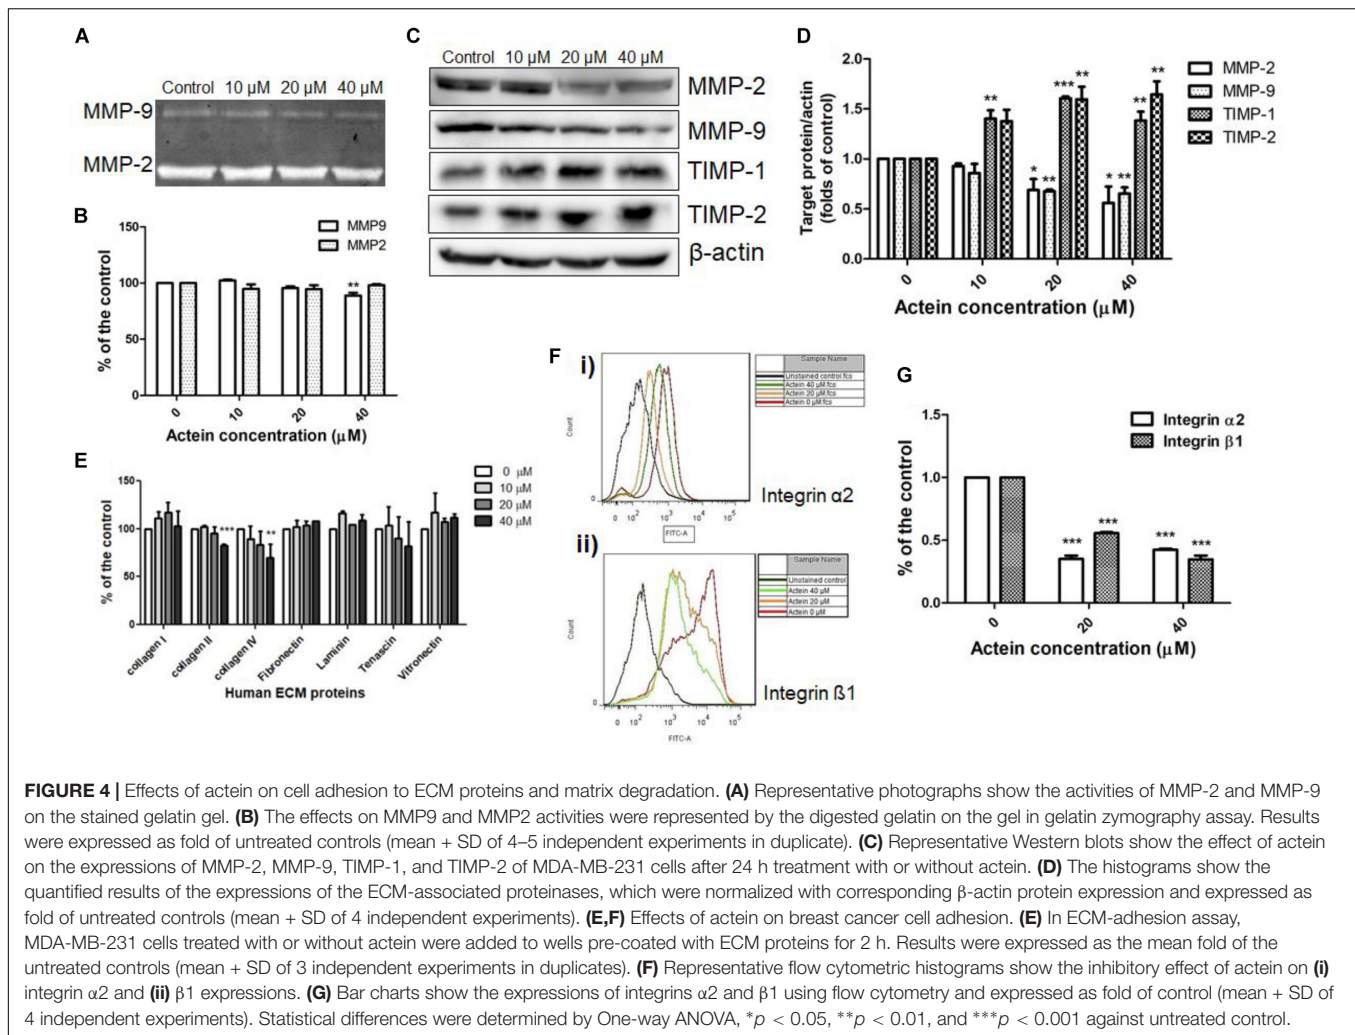 A
Control 10 µM 20 µM 40 µM
MMP-9
MMP-2
B
150
100
50
0
% of the control
MMP9
MMP2
**
0 10 20 40
Actein concentration (µM)
C
Control 10 µM 20 µM 40 µM
MMP-2
MMP-9
TIMP-1
TIMP-2
β-actin
D
2.0
1.5
1.0
0.5
0.0
Target protein/actin
(folds of control)
MMP-2
MMP-9
TIMP-1
TIMP-2
**
* ** *** **
* ** ** **
0 10 20 40
Actein concentration (µM)
E
150
100
50
0
% of the control
0 µM
10 µM
20 µM
40 µM
*** **
collagen I collagen II collagen IV Fibronectin Laminin Tenascin Vitronectin
Human ECM proteins
F
i)
Count
0
0 10² 10³ 10⁴ 10⁵
FITC-A
Sample Name
Unstained control.fcs
Actein 40 µM.fcs
Actein 20 µM.fcs
Actein 0 µM.fcs
Integrin α2
ii)
Count
0
0 10² 10³ 10⁴ 10⁵
FITC-A
Sample Name
Unstained control
Actein 40 µM
Actein 20 µM
Actein 0 µM
Integrin ß1
G
1.5
1.0
0.5
0.0
% of the control
Integrin α2
Integrin β1
*** ***
*** ***
0 20 40
Actein concentration (µM)
FIGURE 4 | Effects of actein on cell adhesion to ECM proteins and matrix degradation. (A) Representative photographs show the activities of MMP-2 and MMP-9
on the stained gelatin gel. (B) The effects on MMP9 and MMP2 activities were represented by the digested gelatin on the gel in gelatin zymography assay. Results
were expressed as fold of untreated controls (mean + SD of 4–5 independent experiments in duplicate). (C) Representative Western blots show the effect of actein
on the expressions of MMP-2, MMP-9, TIMP-1, and TIMP-2 of MDA-MB-231 cells after 24 h treatment with or without actein. (D) The histograms show the
quantified results of the expressions of the ECM-associated proteinases, which were normalized with corresponding β-actin protein expression and expressed as
fold of untreated controls (mean + SD of 4 independent experiments). (E,F) Effects of actein on breast cancer cell adhesion. (E) In ECM-adhesion assay,
MDA-MB-231 cells treated with or without actein were added to wells pre-coated with ECM proteins for 2 h. Results were expressed as the mean fold of the
untreated controls (mean + SD of 3 independent experiments in duplicates). (F) Representative flow cytometric histograms show the inhibitory effect of actein on (i)
integrin α2 and (ii) β1 expressions. (G) Bar charts show the expressions of integrins α2 and β1 using flow cytometry and expressed as fold of control (mean + SD of
4 independent experiments). Statistical differences were determined by One-way ANOVA, *p < 0.05, **p < 0.01, and ***p < 0.001 against untreated control.